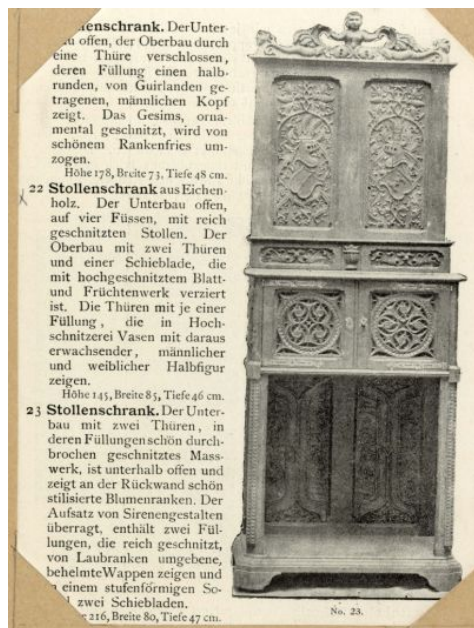 lenschrank. Der Unter-
u offen, der Oberbau durch
eine Thüre verschlossen,
deren Füllung einen halb-
runden, von Guirlanden ge-
tragenen, männlichen Kopf
zeigt. Das Gesims, orna-
mental geschnitzt, wird von
schönem Rankenfries um-
zogen.
Höhe 178, Breite 73, Tiefe 48 cm.
22 Stollenschrank aus Eichen-
holz. Der Unterbau offen,
auf vier Füssen, mit reich
geschnitzten Stollen. Der
Oberbau mit zwei Thüren
und einer Schieblade, die
mit hochgeschnitztem Blatt-
und Früchtenwerk verziert
ist. Die Thüren mit je einer
Füllung, die in Hoch-
schnitzerei Vasen mit daraus
erwachsender, männlicher
und weiblicher Halbfigur
zeigen.
Höhe 145, Breite 85, Tiefe 46 cm.
23 Stollenschrank. Der Unter-
bau mit zwei Thüren, in
deren Füllungen schön durch-
brochen geschnitztes Mass-
werk, ist unterhalb offen und
zeigt an der Rückwand schön
stilisierte Blumenranken. Der
Aufsatz von Sirenengestalten
überragt, enthält zwei Fül-
lungen, die reich geschnitzt,
von Laubranken umgebene,
behelmte Wappen zeigen und
einem stufenförmigen So-
zwei Schiebladen.
216, Breite 80, Tiefe 47 cm.
No. 23.